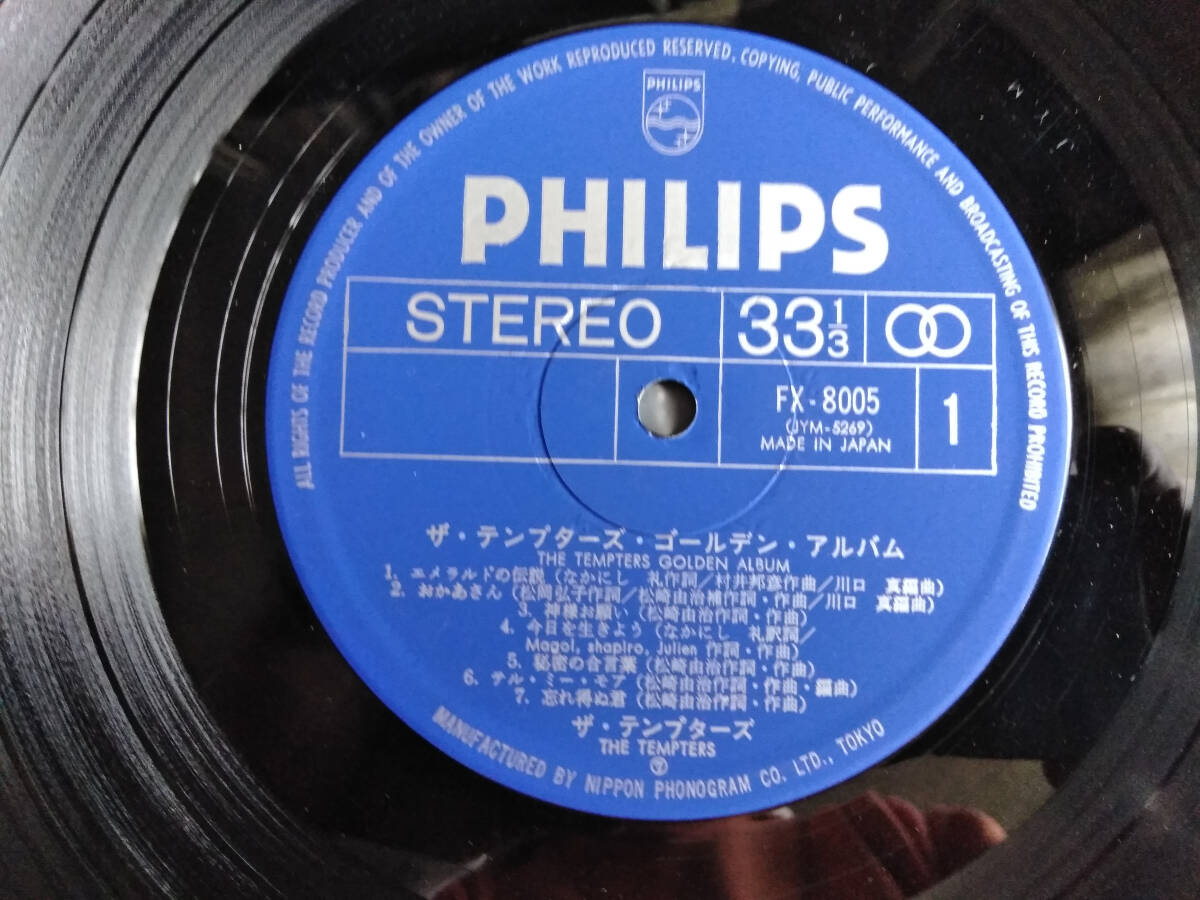 ALL RIGHTS OF THE RECORD PRODUCER AND OF THE OWNER OF THE WORK REPRODUCED RESERVED. COPYING, PUBLIC PERFORMANCE AND BROADCASTING OF THIS RECORD PROHIBITED
PHILIPS
PHILIPS
STEREO
33 1/3
FX-8005
(JYM-5269)
MADE IN JAPAN
1
ザ・テンプターズ・ゴールデン・アルバム
THE TEMPTERS GOLDEN ALBUM
1. エメラルドの伝説（なかにし 礼作詞／村井邦彦作曲／川口 真編曲）
2. おかあさん（松岡弘子作詞／松崎由治補作詞・作曲／川口 真編曲）
3. 神様お願い（松崎由治作詞・作曲）
4. 今日を生きよう（なかにし 礼訳詞／
Magol, shapiro, Julien 作詞・作曲）
5. 秘密の合言葉（松崎由治作詞・作曲）
6. テル・ミー・モア（松崎由治作詞・作曲・編曲）
7. 忘れ得ぬ君（松崎由治作詞・作曲）
ザ・テンプターズ
THE TEMPTERS
MANUFACTURED BY NIPPON PHONOGRAM CO. LTD., TOKYO